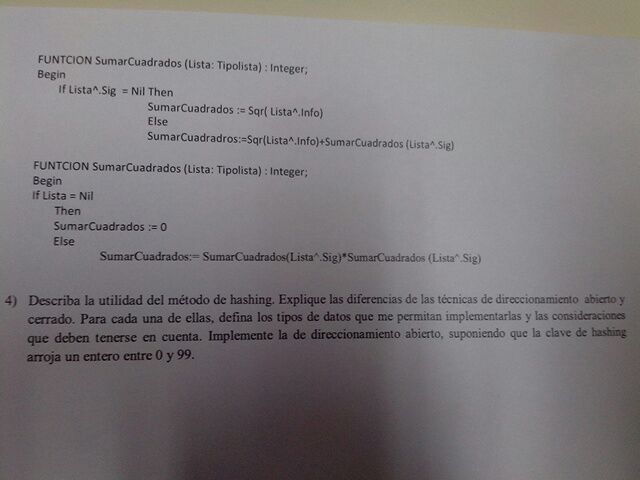 FUNTCION SumarCuadrados (Lista: Tipolista) : Integer;
Begin
If Lista^.Sig = Nil Then
SumarCuadrados := Sqr( Lista^.Info)
Else
SumarCuadradros:=Sqr(Lista^.Info)+SumarCuadrados (Lista^.Sig)
FUNTCION SumarCuadrados (Lista: Tipolista) : Integer;
Begin
If Lista = Nil
Then
SumarCuadrados := 0
Else
SumarCuadrados:= SumarCuadrados(Lista^.Sig)*SumarCuadrados (Lista^.Sig)
4) Describa la utilidad del método de hashing. Explique las diferencias de las técnicas de direccionamiento abierto y
cerrado. Para cada una de ellas, defina los tipos de datos que me permitan implementarlas y las consideraciones
que deben tenerse en cuenta. Implemente la de direccionamiento abierto, suponiendo que la clave de hashing
arroja un entero entre 0 y 99.